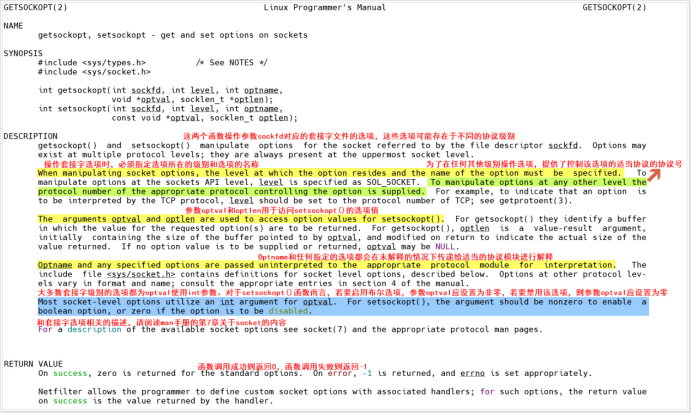 GETSOCKOPT(2) Linux Programmer's Manual GETSOCKOPT(2)
NAME
getsockopt, setsockopt - get and set options on sockets
SYNOPSIS
#include <sys/types.h> /* See NOTES */
#include <sys/socket.h>
int getsockopt(int sockfd, int level, int optname,
void *optval, socklen_t *optlen);
int setsockopt(int sockfd, int level, int optname,
const void *optval, socklen_t optlen);
DESCRIPTION
这两个函数操作参数sockfd对应的套接字文件的选项，这些选项可能存在于不同的协议级别
getsockopt() and setsockopt() manipulate options for the socket referred to by the file descriptor sockfd. Options may
exist at multiple protocol levels; they are always present at the uppermost socket level.
操作套接字选项时，必须指定选项所在的级别和选项的名称
为了在任何其他级别操作选项，提供了控制该选项的适当协议的协议号
When manipulating socket options, the level at which the option resides and the name of the option must be specified. To
manipulate options at the sockets API level, level is specified as SOL_SOCKET. To manipulate options at any other level the
protocol number of the appropriate protocol controlling the option is supplied. For example, to indicate that an option is
to be interpreted by the TCP protocol, level should be set to the protocol number of TCP; see getprotoent(3).
参数optval和optlen用于访问setsockopt()的选项值
The arguments optval and optlen are used to access option values for setsockopt(). For getsockopt() they identify a buffer
in which the value for the requested option(s) are to be returned. For getsockopt(), optlen is a value-result argument,
initially containing the size of the buffer pointed to by optval, and modified on return to indicate the actual size of the
value returned. If no option value is to be supplied or returned, optval may be NULL.
Optname和任何指定的选项都会在未解释的情况下传递给适当的协议模块进行解释
Optname and any specified options are passed uninterpreted to the appropriate protocol module for interpretation. The
include file <sys/socket.h> contains definitions for socket level options, described below. Options at other protocol lev-
els vary in format and name; consult the appropriate entries in section 4 of the manual.
大多数套接字级别的选项都为optval使用int参数。对于setsockopt()函数而言，若要启用布尔选项，参数optval应设置为非零，若要禁用该选项，则参数optval应设置为零
Most socket-level options utilize an int argument for optval. For setsockopt(), the argument should be nonzero to enable a
boolean option, or zero if the option is to be disabled.
和套接字选项相关的描述，请阅读man手册的第7章关于socket的内容
For a description of the available socket options see socket(7) and the appropriate protocol man pages.
RETURN VALUE
函数调用成功则返回0，函数调用失败则返回-1
On success, zero is returned for the standard options. On error, -1 is returned, and errno is set appropriately.
Netfilter allows the programmer to define custom socket options with associated handlers; for such options, the return value
on success is the value returned by the handler.